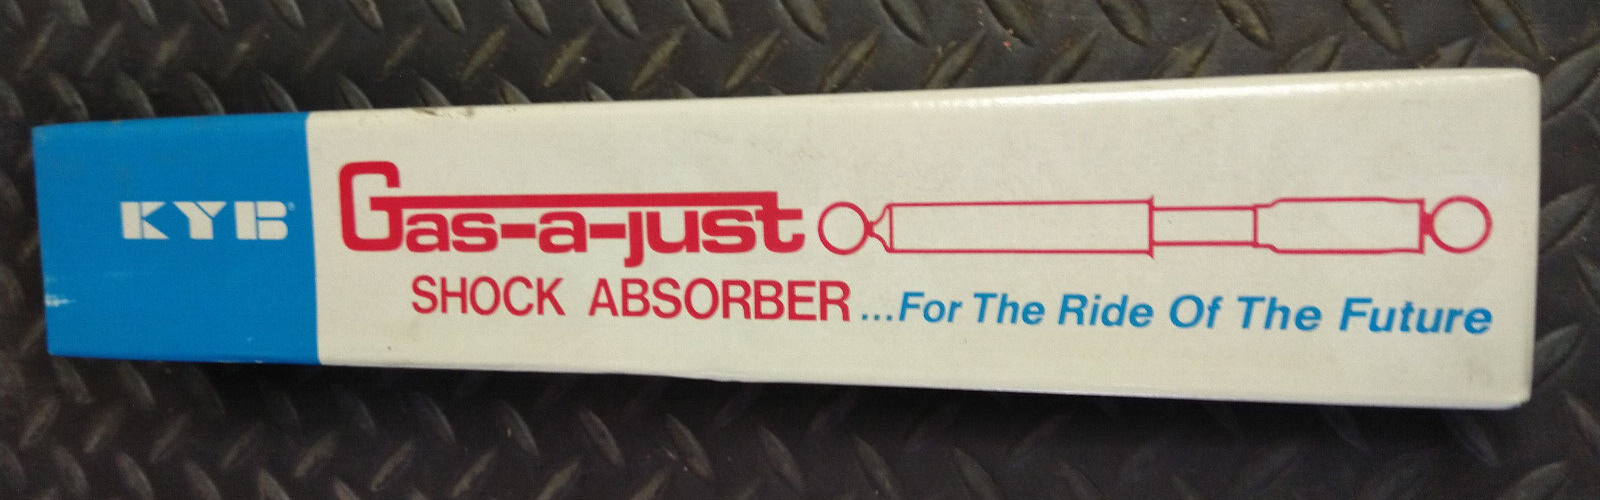 KYB
Gas-a-just
SHOCK ABSORBER ...For The Ride Of The Future